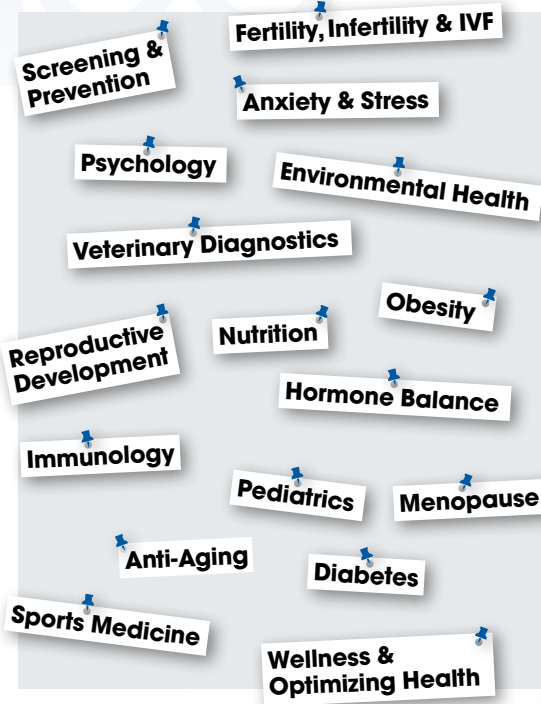 Fertility, Infertility & IVF
Screening &
Prevention
Anxiety & Stress
Psychology
Environmental Health
Veterinary Diagnostics
Obesity
Reproductive
Development
Nutrition
Hormone Balance
Immunology
Pediatrics
Menopause
Anti-Aging
Diabetes
Sports Medicine
Wellness &
Optimizing Health